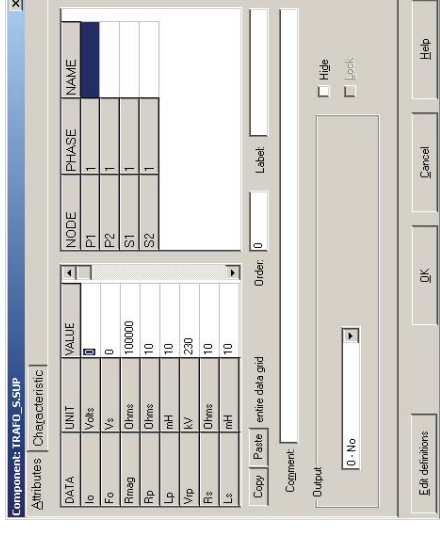 Component: TRAFO_S.SUP
Attributes Characteristic
DATA UNIT VALUE
Io Volts 0
Fo Vs 0
Rmag Ohms 100000
Rp Ohms 10
Lp mH 10
Vrp kV 230
Rs Ohms 10
Ls mH 10
NODE PHASE NAME
P1 1
P2 1
S1 1
S2 1
Copy Paste entire data grid Order: 0 Label:
Comment:
Output
0 - No
Hide
Lock
Edit definitions OK Cancel Help